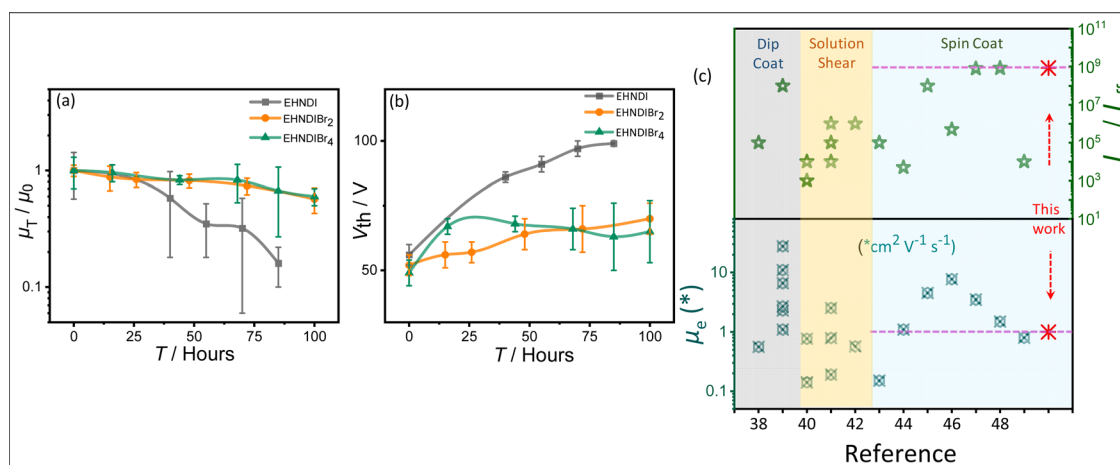 (a)
EHNDI
EHNDIBr2
EHNDIBr4
μT / μ0
1
0.1
0
25
50
75
100
T / Hours
(b)
EHNDI
EHNDIBr2
EHNDIBr4
Vth / V
100
50
0
25
50
75
100
T / Hours
(c)
Dip
Coat
Solution
Shear
Spin Coat
10^11
10^9
10^7
10^5
10^3
10^1
This
work
(*cm^2 V^-1 s^-1)
μe (*)
10
1
0.1
38
40
42
44
46
48
Reference